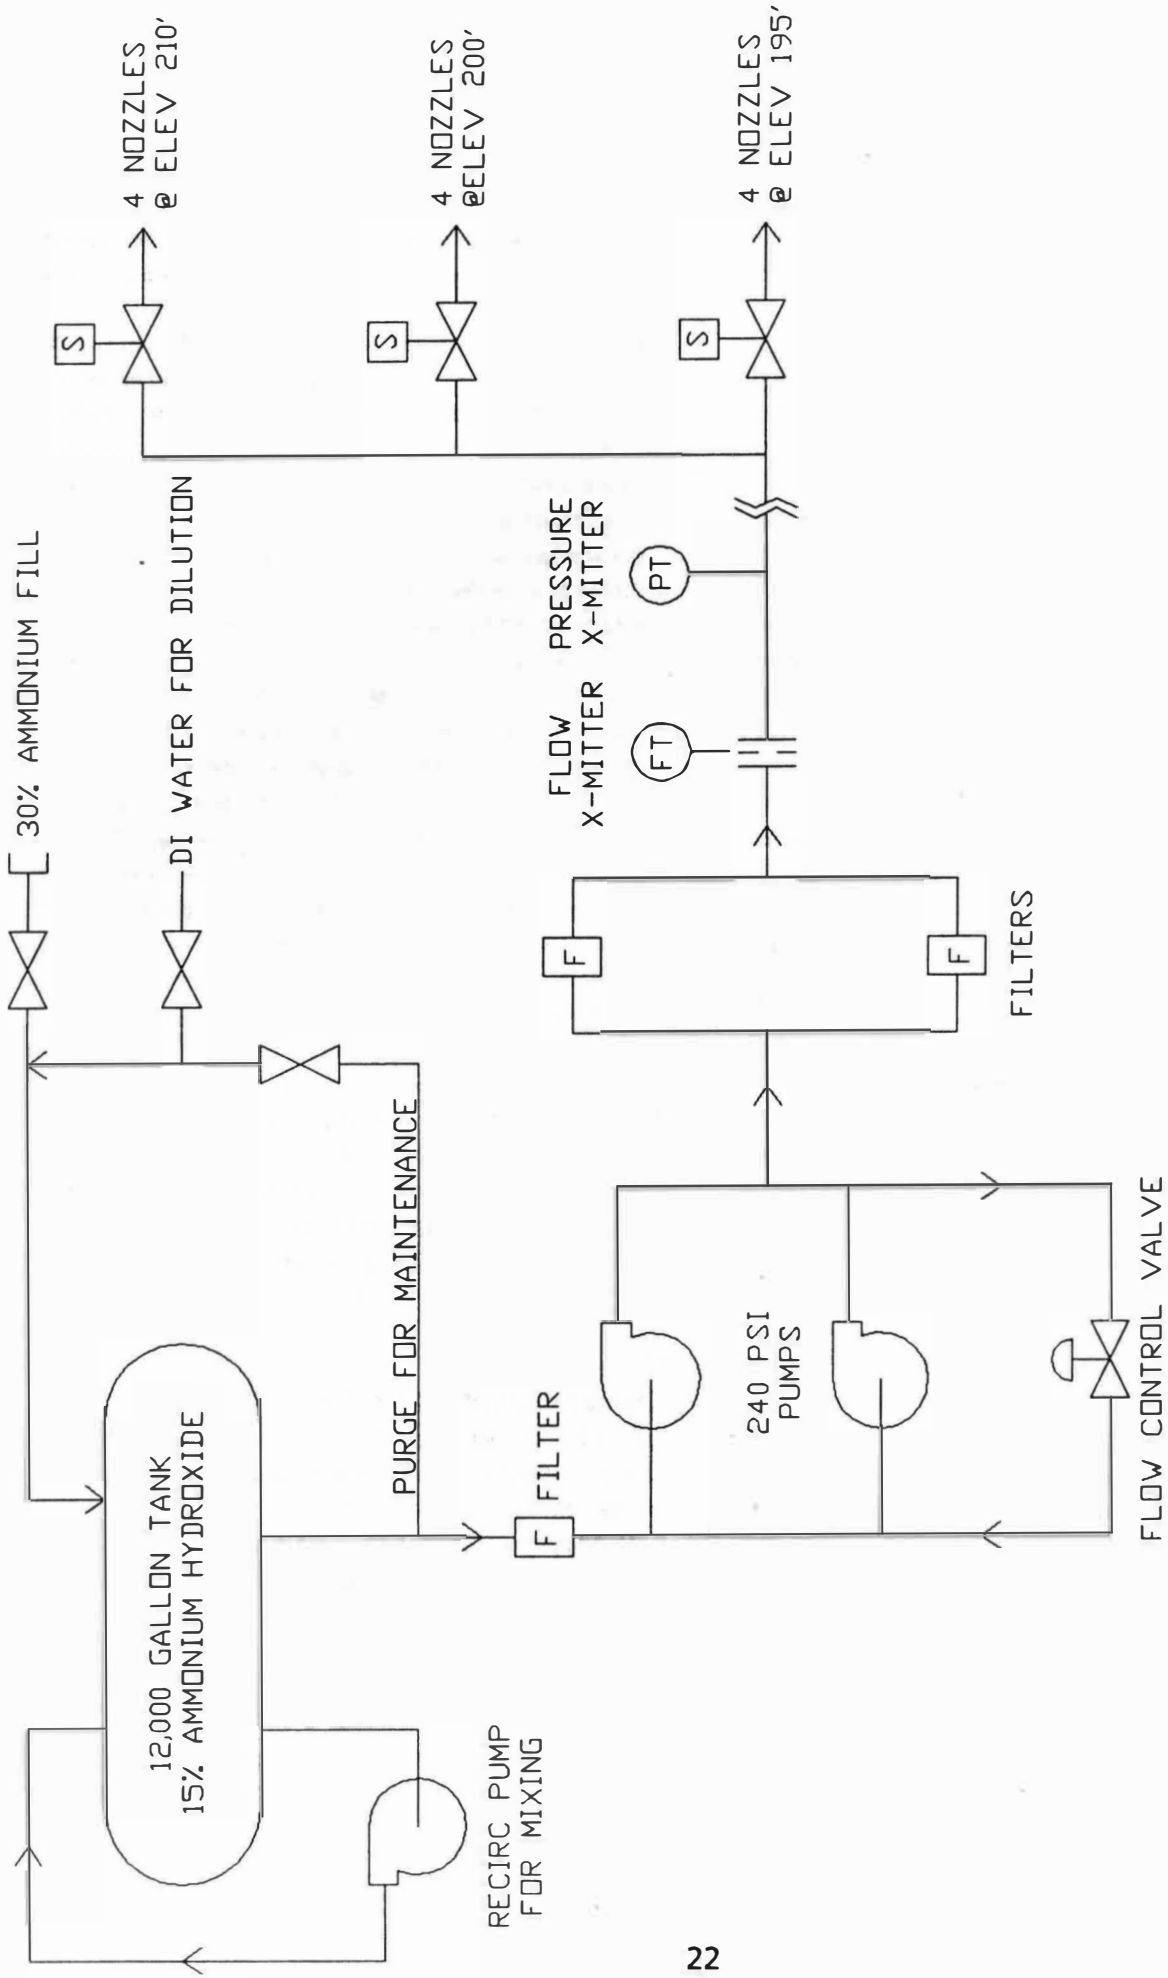 30% AMMONIUM FILL
DI WATER FOR DILUTION
12,000 GALLON TANK
15% AMMONIUM HYDROXIDE
PURGE FOR MAINTENANCE
RECIRC PUMP
FOR MIXING
F
FILTER
240 PSI
PUMPS
FLOW CONTROL VALVE
F
F
FILTERS
FLOW
X-MITTER
FT
PRESSURE
X-MITTER
PT
S
4 NOZZLES
@ ELEV 210'
S
4 NOZZLES
@ELEV 200'
S
4 NOZZLES
@ ELEV 195'
22